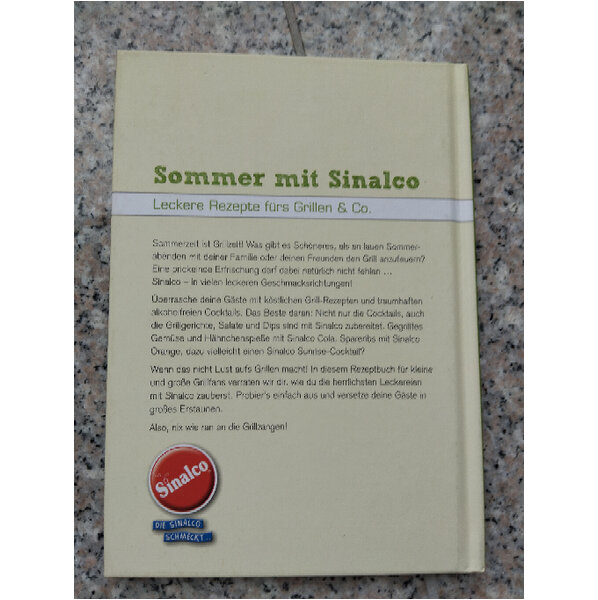 Sommer mit Sinalco
Leckere Rezepte fürs Grillen & Co.
Sommerzeit ist Grillzeit! Was gibt es Schöneres, als an lauen Sommer-
abenden mit deiner Familie oder deinen Freunden den Grill anzufeuern?
Eine prickelnde Erfrischung darf dabei natürlich nicht fehlen ...
Sinalco – in vielen leckeren Geschmacksrichtungen!
Überrasche deine Gäste mit köstlichen Grill-Rezepten und traumhaften
alkoholfreien Cocktails. Das Beste daran: Nicht nur die Cocktails, auch
die Grillgerichte, Salate und Dips sind mit Sinalco zubereitet. Gegrilltes
Gemüse und Hähnchenspieße mit Sinalco Cola, Spareribs mit Sinalco
Orange, dazu vielleicht einen Sinalco Sunrise-Cocktail?
Wenn das nicht Lust aufs Grillen macht! In diesem Rezeptbuch für kleine
und große Grillfans verraten wir dir, wie du die herrlichsten Leckereien
mit Sinalco zauberst. Probier's einfach aus und versetze deine Gäste in
großes Erstaunen.
Also, nix wie ran an die Grillzangen!
Sinalco
DIE SINALCO
SCHMECKT...